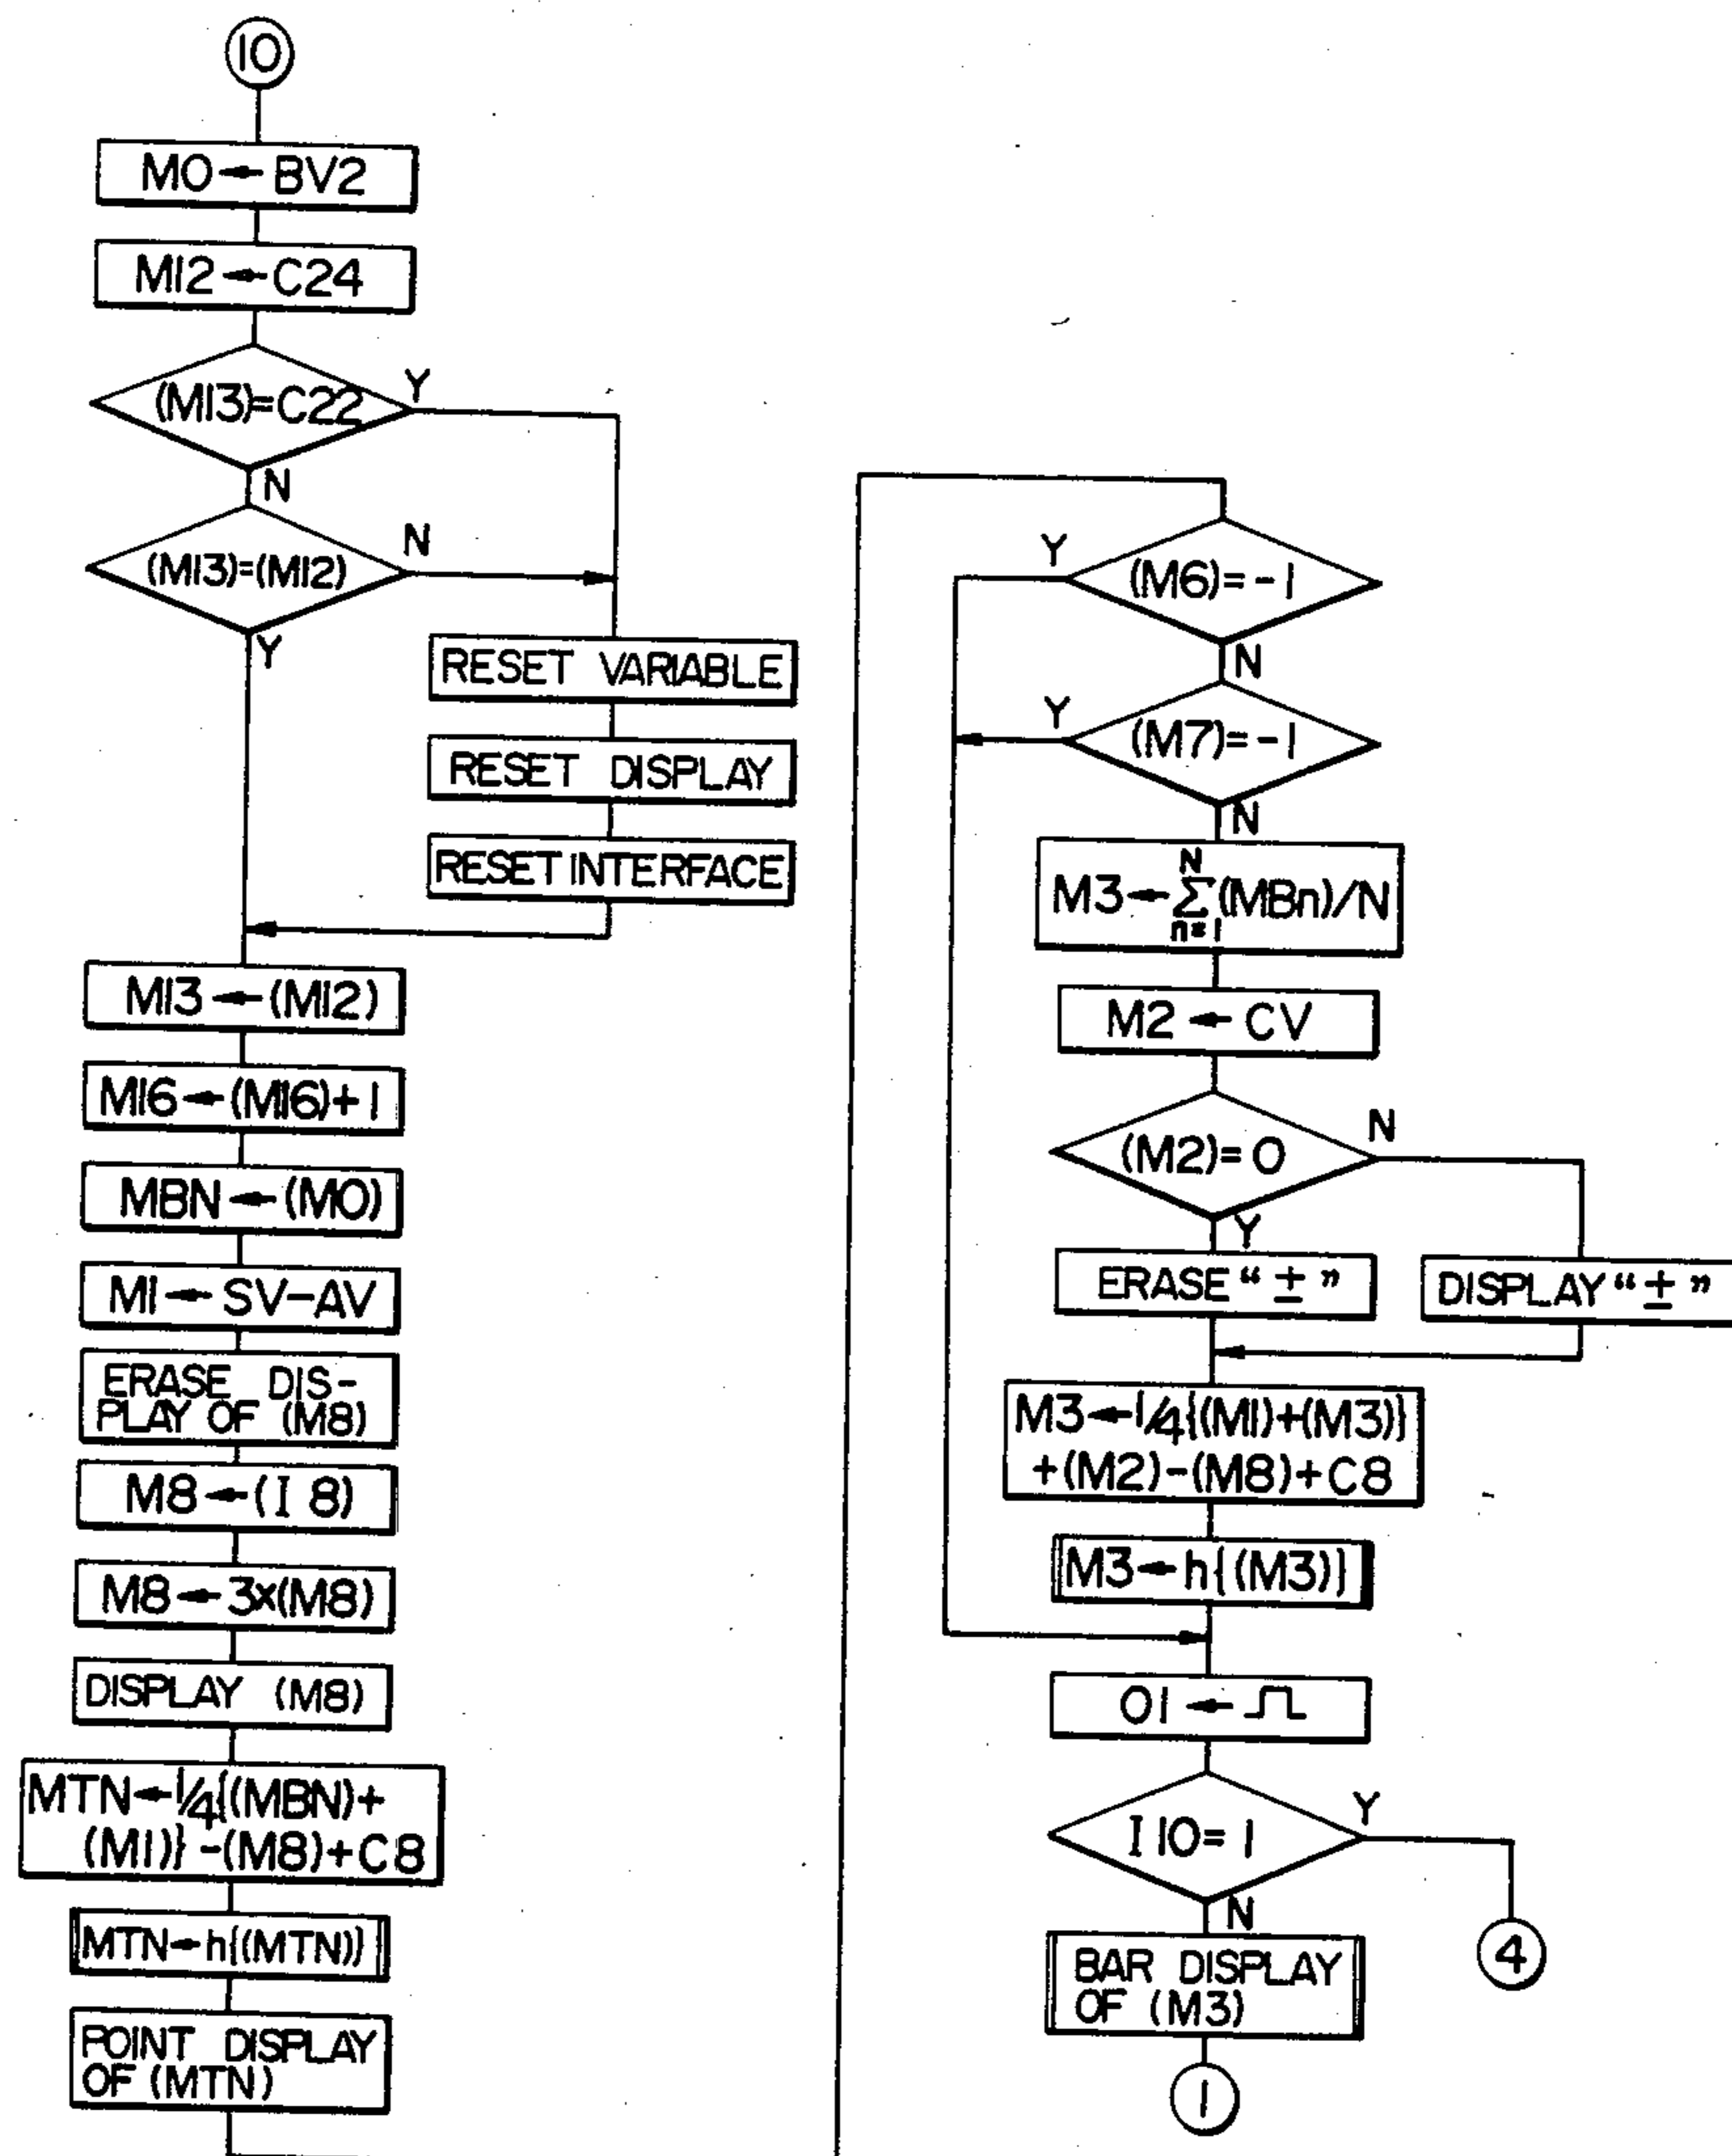 10
M0←BV2
M12←C24
(M13)=C22
Y
N
(M13)=(M12)
N
Y
RESET VARIABLE
RESET DISPLAY
RESET INTERFACE
M13←(M12)
M16←(M16)+1
MBN←(M0)
M1←SV-AV
ERASE DIS-
PLAY OF (M8)
M8←(I 8)
M8←3x(M8)
DISPLAY (M8)
MTN←1/4{(MBN)+
(M1)}-(M8)+C8
MTN←h{(MTN)}
POINT DISPLAY
OF (MTN)
(M6)=-1
Y
N
(M7)=-1
Y
N
N
M3←Σ(MBn)/N
n=1
M2←CV
(M2)=0
N
Y
ERASE “±”
DISPLAY “±”
M3←1/4{(M1)+(M3)}
+(M2)-(M8)+C8
M3←h{(M3)}
O1←⎍
I10=1
Y
N
4
BAR DISPLAY
OF (M3)
1